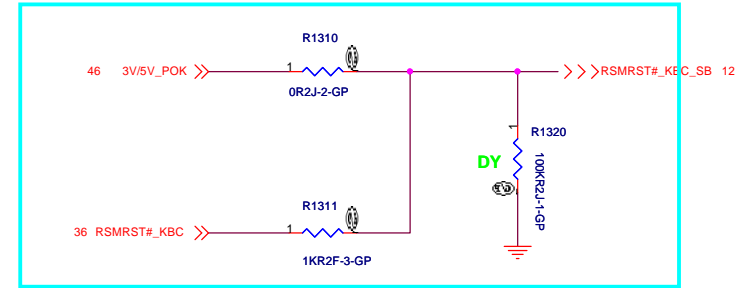 R1310
46 3V/5V_POK 1 RSMRST#_KBC_SB 12
0R2J-2-GP
1
R1320
DY
100KR2J-1-GP
R1311
36 RSMRST#_KBC 1
1KR2F-3-GP